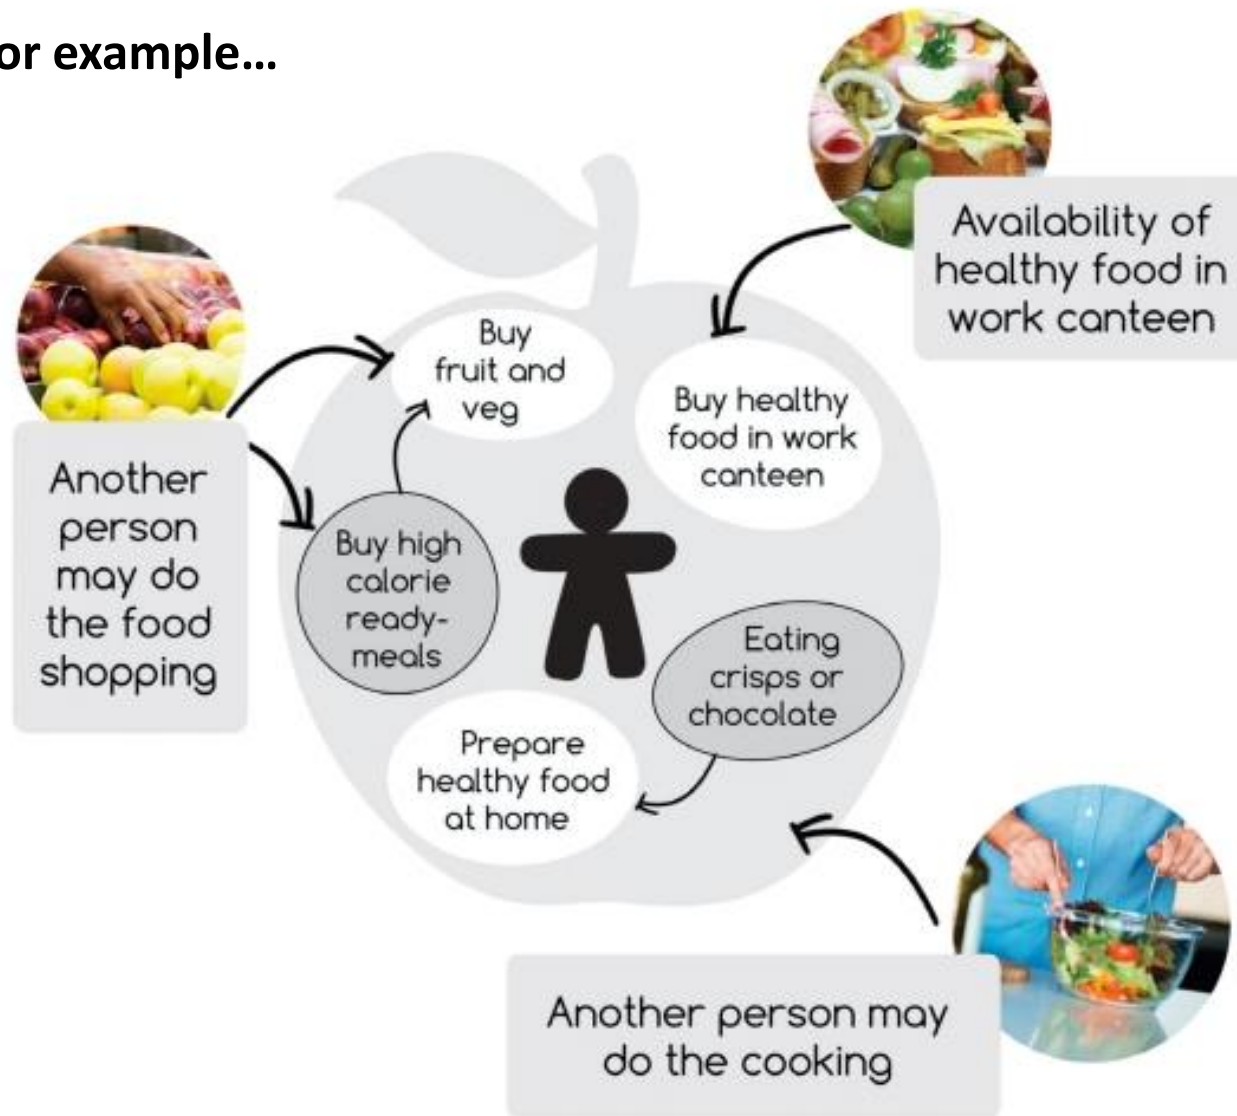 or example...
Availability of
healthy food in
work canteen
Buy
fruit and
veg
Buy healthy
food in work
canteen
Another
person
may do
the food
shopping
Buy high
calorie
ready-
meals
Eating
crisps or
chocolate
Prepare
healthy food
at home
Another person may
do the cooking